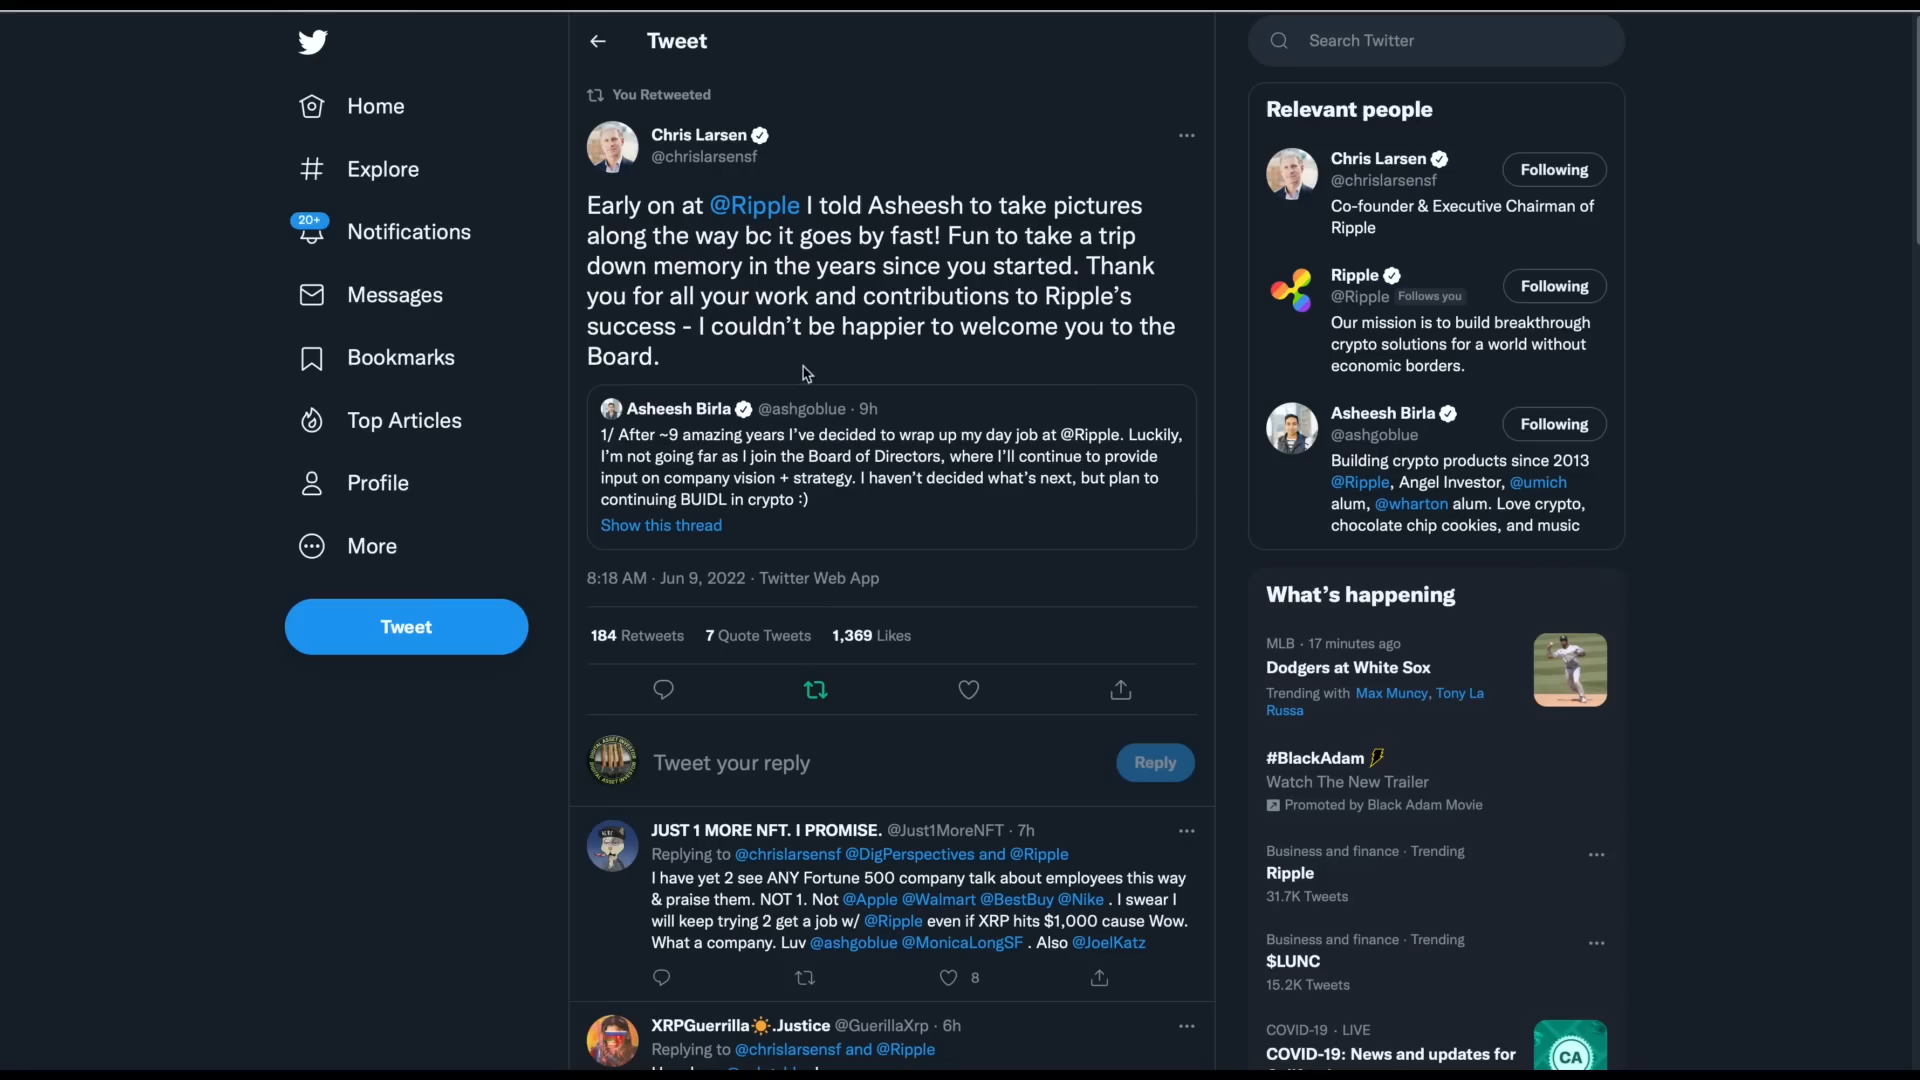 Tweet
Search Twitter
Home
Explore
20+
Notifications
Messages
Bookmarks
Top Articles
Profile
More
Tweet
You Retweeted
Chris Larsen
@chrislarsensf
Early on at @Ripple I told Asheesh to take pictures
along the way bc it goes by fast! Fun to take a trip
down memory in the years since you started. Thank
you for all your work and contributions to Ripple's
success - I couldn't be happier to welcome you to the
Board.
Asheesh Birla @ashgoblue · 9h
1/ After ~9 amazing years I've decided to wrap up my day job at @Ripple. Luckily,
I'm not going far as I join the Board of Directors, where I'll continue to provide
input on company vision + strategy. I haven't decided what's next, but plan to
continuing BUIDL in crypto :)
Show this thread
8:18 AM · Jun 9, 2022 · Twitter Web App
184 Retweets 7 Quote Tweets 1,369 Likes
Tweet your reply
Reply
JUST 1 MORE NFT. I PROMISE. @Just1MoreNFT · 7h
Replying to @chrislarsensf @DigPerspectives and @Ripple
I have yet 2 see ANY Fortune 500 company talk about employees this way
& praise them. NOT 1. Not @Apple @Walmart @BestBuy @Nike . I swear I
will keep trying 2 get a job w/ @Ripple even if XRP hits $1,000 cause Wow.
What a company. Luv @ashgoblue @MonicaLongSF . Also @JoelKatz
8
XRPGuerrilla☀️.Justice @GuerillaXrp · 6h
Replying to @chrislarsensf and @Ripple
Relevant people
Chris Larsen
@chrislarsensf
Following
Co-founder & Executive Chairman of
Ripple
Ripple
@Ripple Follows you
Following
Our mission is to build breakthrough
crypto solutions for a world without
economic borders.
Asheesh Birla
@ashgoblue
Following
Building crypto products since 2013
@Ripple, Angel Investor, @umich
alum, @wharton alum. Love crypto,
chocolate chip cookies, and music
What's happening
MLB · 17 minutes ago
Dodgers at White Sox
Trending with Max Muncy, Tony La
Russa
#BlackAdam
Watch The New Trailer
Promoted by Black Adam Movie
Business and finance · Trending
Ripple
31.7K Tweets
Business and finance · Trending
$LUNC
15.2K Tweets
COVID-19 · LIVE
COVID-19: News and updates for
CA